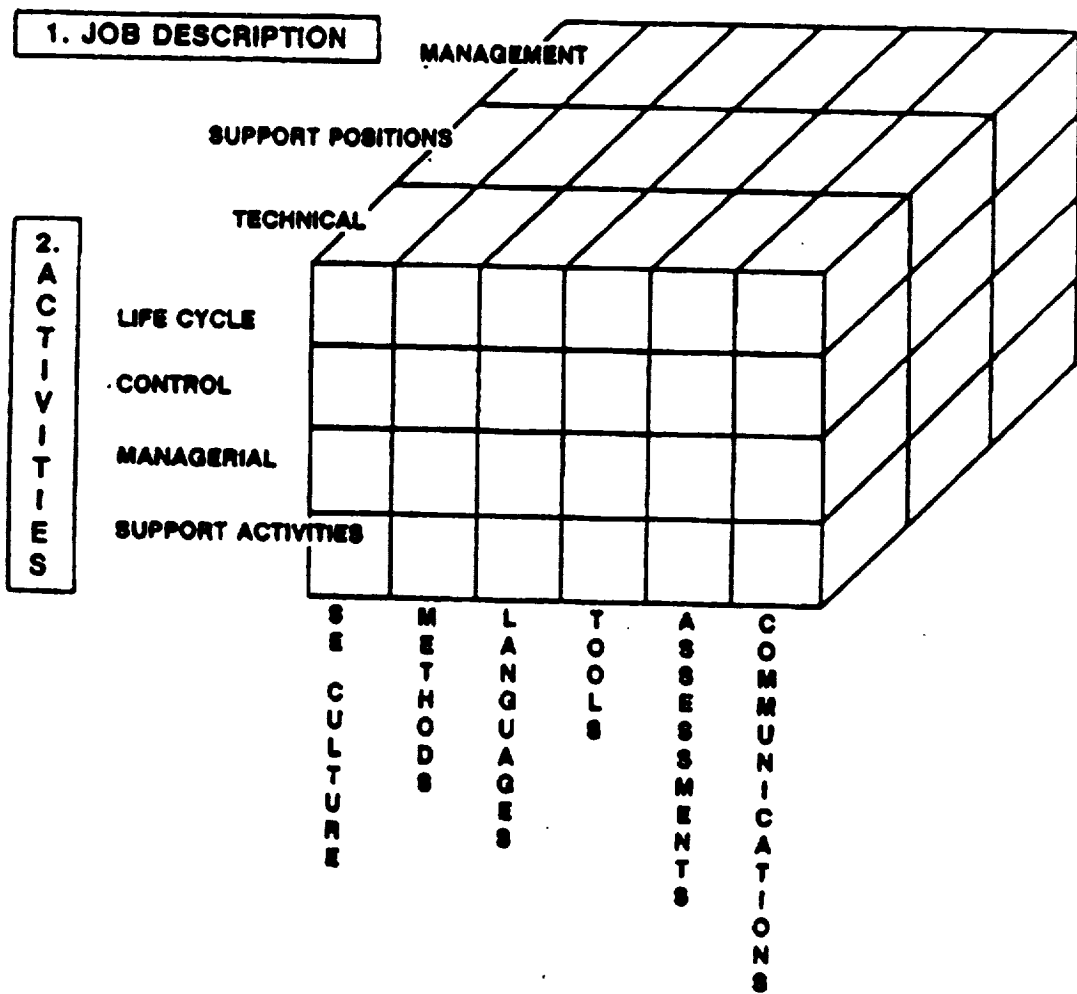 1. JOB DESCRIPTION
MANAGEMENT
SUPPORT POSITIONS
TECHNICAL
2. ACTIVITIES
LIFE CYCLE
CONTROL
MANAGERIAL
SUPPORT ACTIVITIES
SE CULTURE
METHODS
LANGUAGES
TOOLS
ASSESSMENTS
COMMUNICATIONS